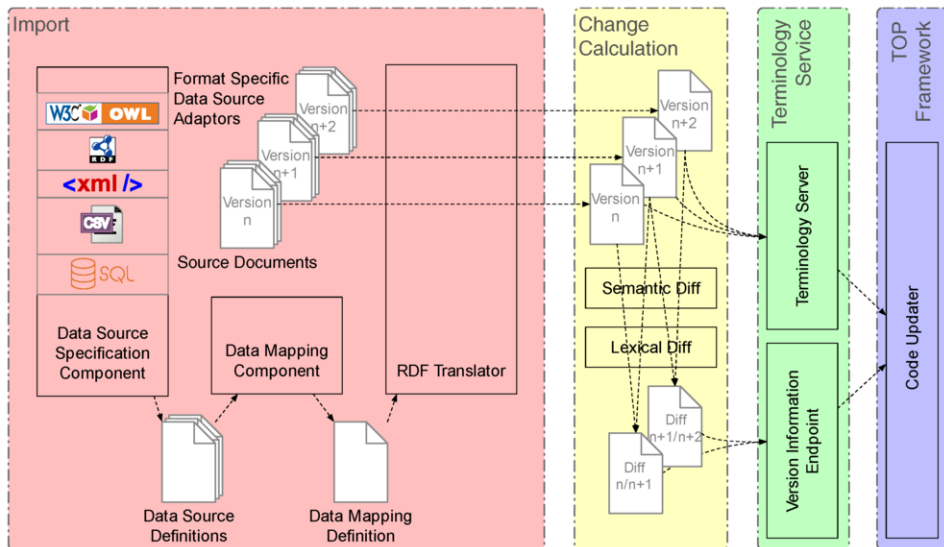 Import
Format Specific
Data Source
Adaptors
W3C OWL
RDF
<xml/>
CSV
SQL
Version
n+2
Version
n+1
Version
n
Source Documents
Data Source
Specification
Component
Data Mapping
Component
RDF Translator
Data Source
Definitions
Data Mapping
Definition
Change
Calculation
Version
n+2
Version
n+1
Version
n
Semantic Diff
Lexical Diff
Diff
n+1/n+2
Diff
n/n+1
Terminology
Service
Terminology Server
Version Information
Endpoint
TOP
Framework
Code Updater